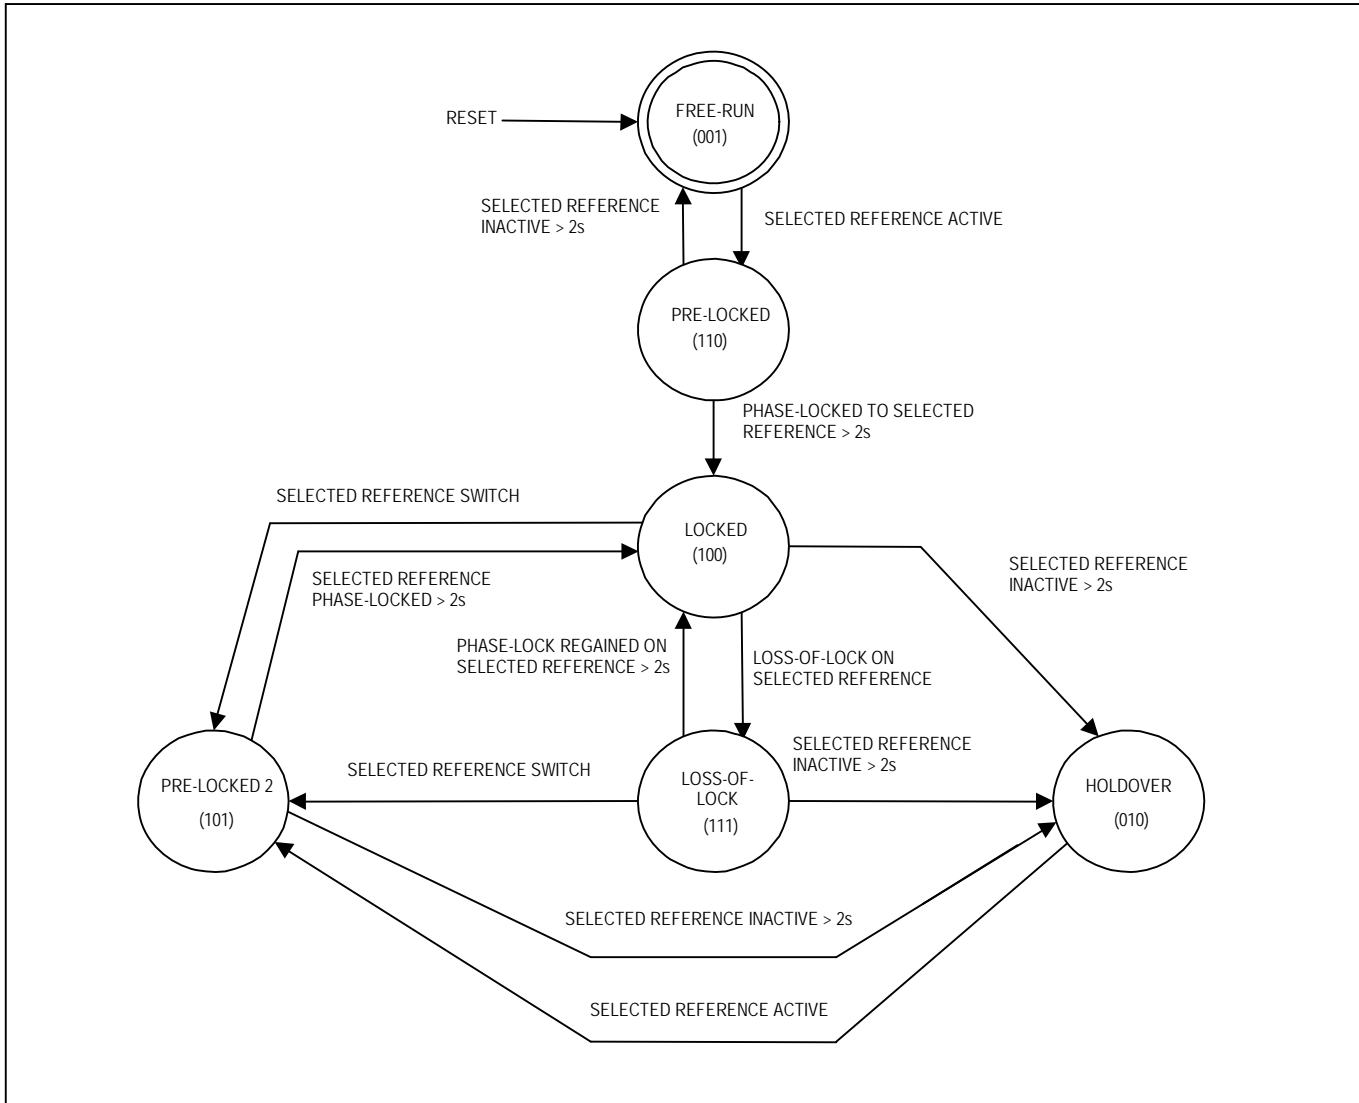 RESET
FREE-RUN
(001)
SELECTED REFERENCE
INACTIVE > 2s
SELECTED REFERENCE ACTIVE
PRE-LOCKED
(110)
PHASE-LOCKED TO SELECTED
REFERENCE > 2s
SELECTED REFERENCE SWITCH
LOCKED
(100)
SELECTED REFERENCE
INACTIVE > 2s
SELECTED REFERENCE
PHASE-LOCKED > 2s
PHASE-LOCK REGAINED ON
SELECTED REFERENCE > 2s
LOSS-OF-LOCK ON
SELECTED REFERENCE
SELECTED REFERENCE
INACTIVE > 2s
SELECTED REFERENCE SWITCH
PRE-LOCKED 2
(101)
LOSS-OF-
LOCK
(111)
HOLDOVER
(010)
SELECTED REFERENCE INACTIVE > 2s
SELECTED REFERENCE ACTIVE